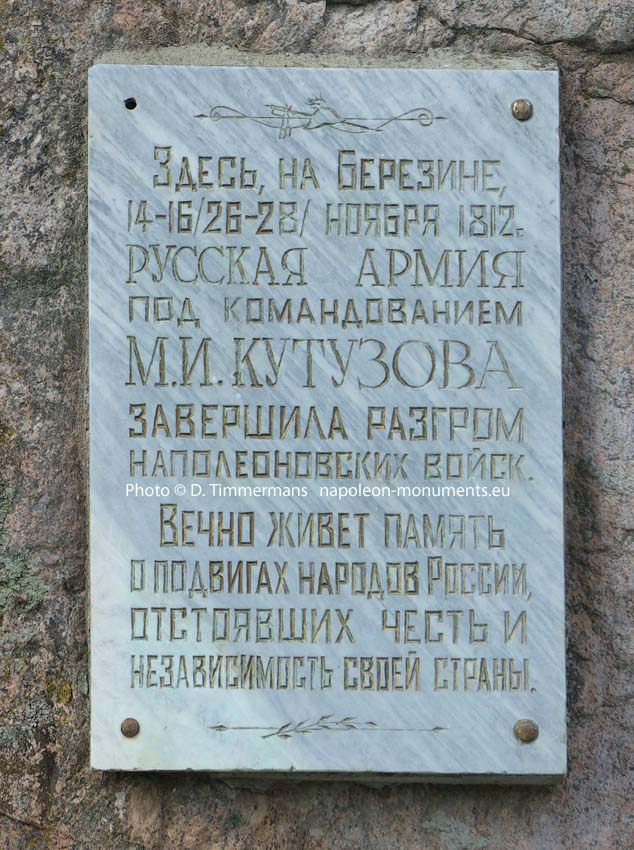 Здесь, на Березине,
14-16/26-28/ ноября 1812г.
РУССКАЯ АРМИЯ
под командованием
М.И. КУТУЗОВА
завершила разгром
наполеоновских войск.
Photo © D. Timmermans napoleon-monuments.eu
Вечно живет память
о подвигах народов России,
отстоявших честь и
независимость своей страны.